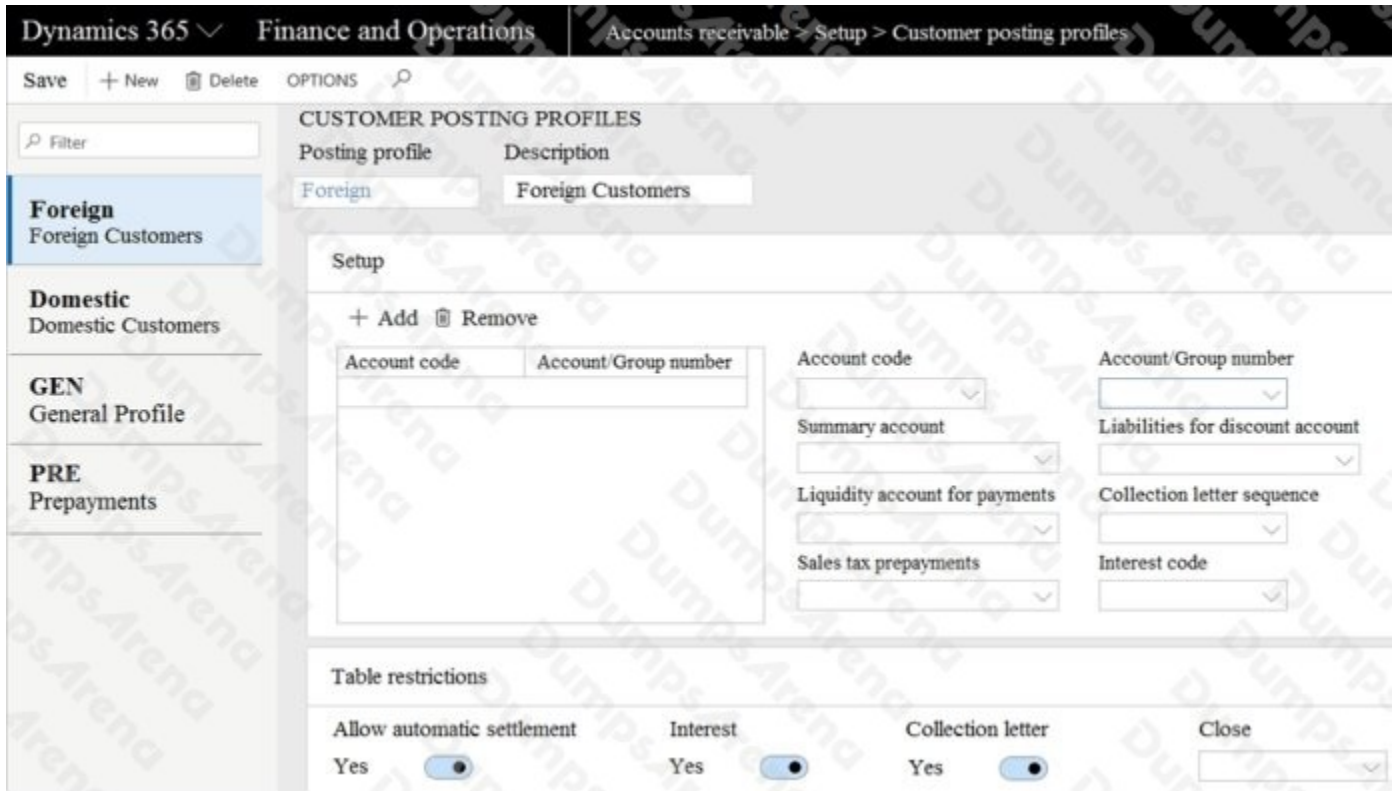 Dynamics 365 Finance and Operations Accounts receivable > Setup > Customer posting profiles
Save + New Delete OPTIONS
Filter
Foreign
Foreign Customers
Domestic
Domestic Customers
GEN
General Profile
PRE
Prepayments
CUSTOMER POSTING PROFILES
Posting profile Description
Foreign Foreign Customers
Setup
+ Add Remove
Account code Account/Group number
Account code Account/Group number
Summary account Liabilities for discount account
Liquidity account for payments Collection letter sequence
Sales tax prepayments Interest code
Table restrictions
Allow automatic settlement Interest Collection letter Close
Yes Yes Yes
DumpsArena